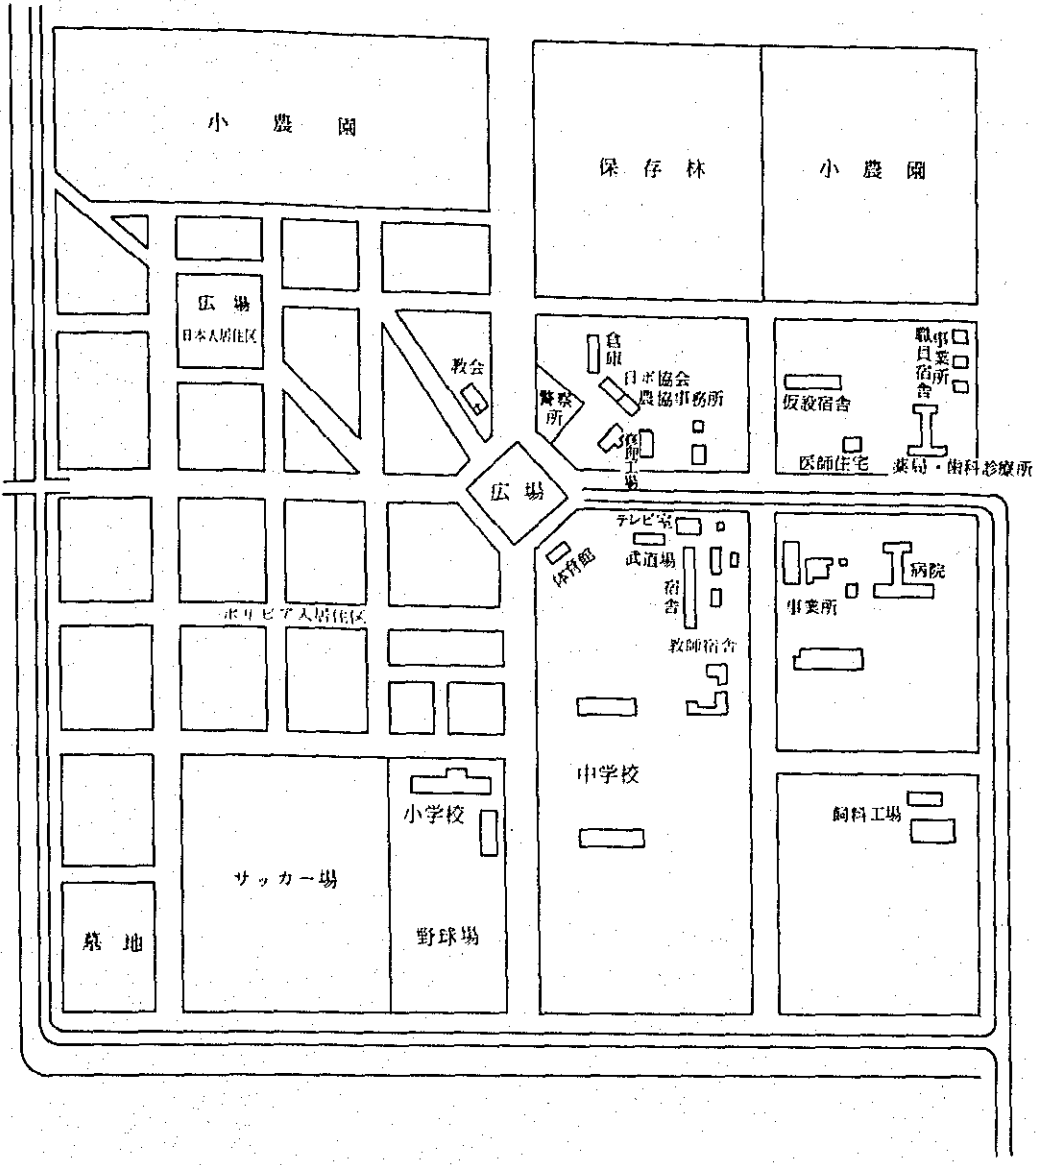 小農園
保存林
小農園
広場
日本人居住区
教会
倉庫
日ボ協会
農協事務所
警察所
修理工場
事業所
職員宿舎
仮設宿舎
医師住宅
薬局・歯科診療所
広場
テレビ室
武道場
体育館
宿舎
教師宿舎
病院
事業所
ボリビア人居住区
中学校
小学校
飼料工場
サッカー場
野球場
墓地